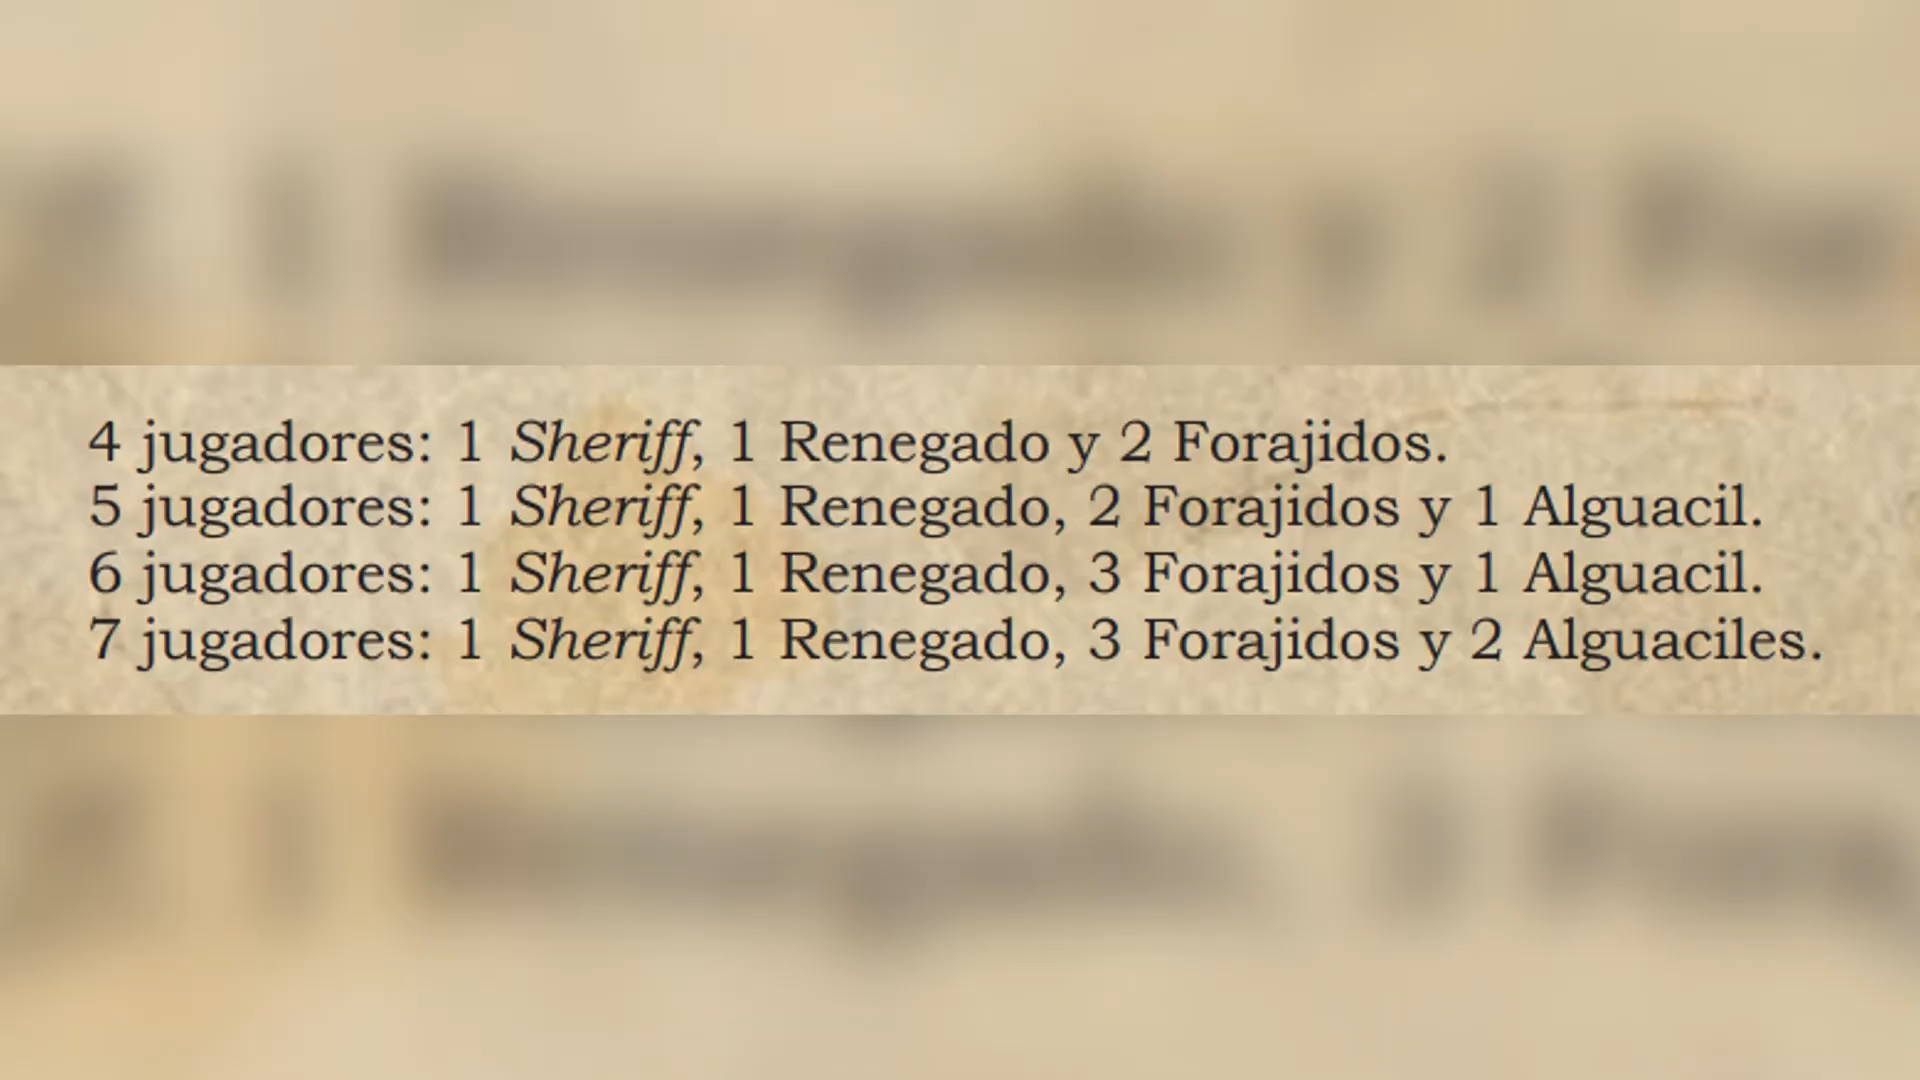 4 jugadores: 1 Sheriff, 1 Renegado y 2 Forajidos.
5 jugadores: 1 Sheriff, 1 Renegado, 2 Forajidos y 1 Alguacil.
6 jugadores: 1 Sheriff, 1 Renegado, 3 Forajidos y 1 Alguacil.
7 jugadores: 1 Sheriff, 1 Renegado, 3 Forajidos y 2 Alguaciles.